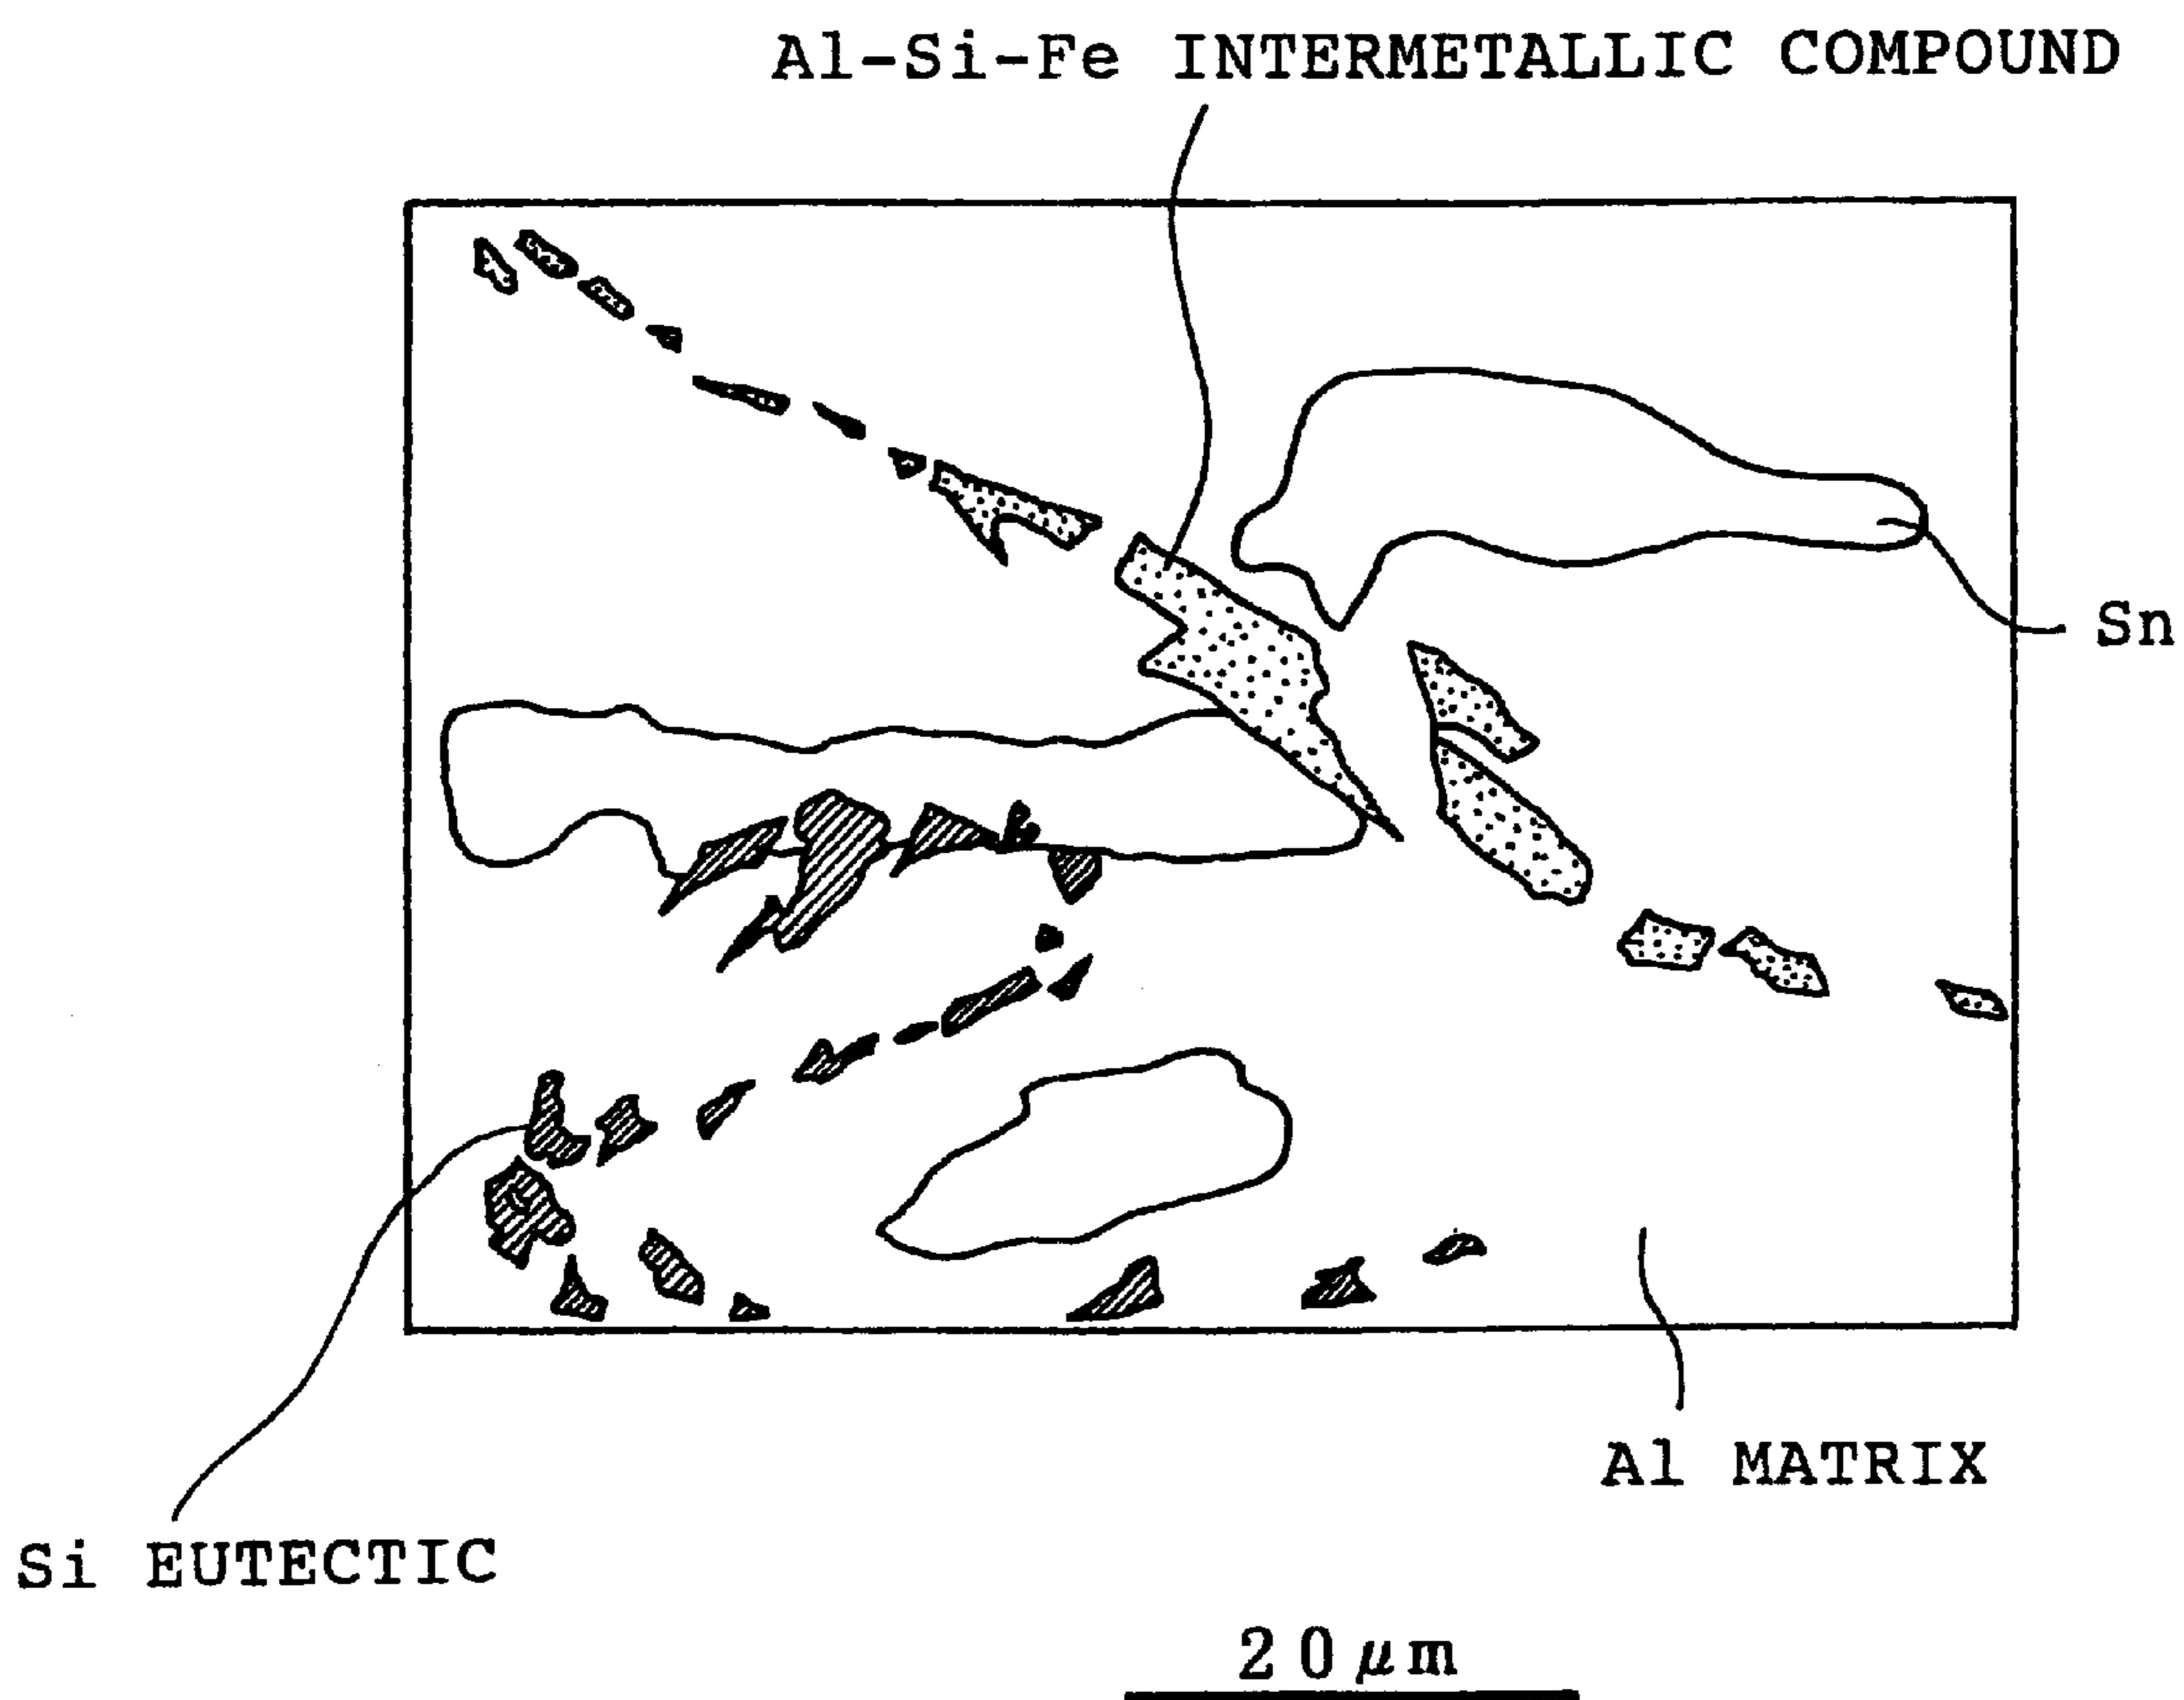 Al-Si-Fe INTERMETALLIC COMPOUND
Sn
Al MATRIX
Si EUTECTIC
20μm